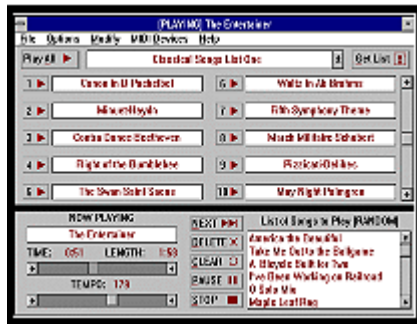 [PLAYING] The Entertainer
File Options Modify MIDI Devices Help
Play All Classical Songs List One Get List
1 Canon in D Pachelbel 6 Waltz in Ab Brahms
2 Minuet Haydn 7 Fifth Symphony Theme
3 Contra Dance Beethoven 8 March Militaire Schubert
4 Flight of the Bumblebee 9 Pizzicati Delibes
5 The Swan Saint Saens 10 May Night Palmgren
NOW PLAYING
The Entertainer
TIME: 0:51 LENGTH: 1:58
TEMPO: 179
NEXT
DELETE
CLEAR
PAUSE
STOP
List of Songs to Play [RANDOM]
America the Beautiful
Take Me Out to the Ballgame
A Bicycle Built for Two
I've Been Working on Railroad
O Sole Mio
Maple Leaf Rag